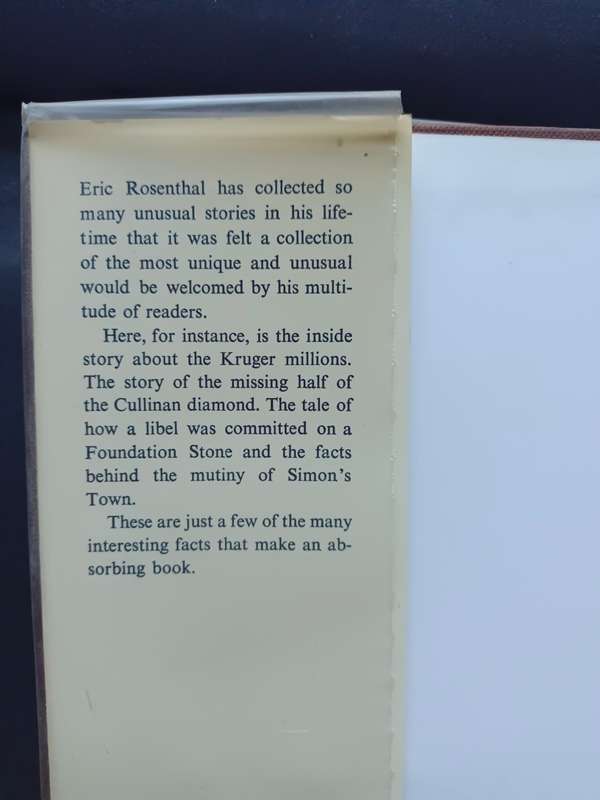 Eric Rosenthal has collected so
many unusual stories in his life-
time that it was felt a collection
of the most unique and unusual
would be welcomed by his multi-
tude of readers.
Here, for instance, is the inside
story about the Kruger millions.
The story of the missing half of
the Cullinan diamond. The tale of
how a libel was committed on a
Foundation Stone and the facts
behind the mutiny of Simon's
Town.
These are just a few of the many
interesting facts that make an ab-
sorbing book.